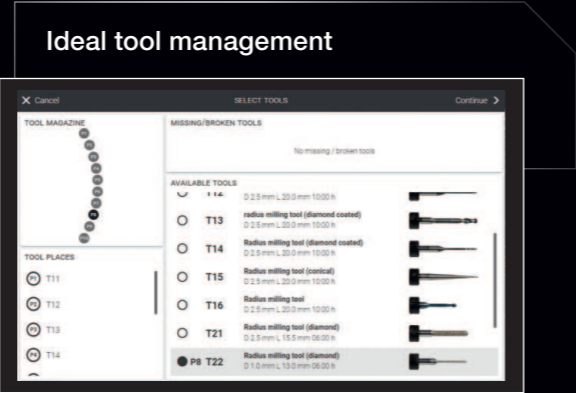 Ideal tool management
Cancel
SELECT TOOLS
Continue
TOOL MAGAZINE
MISSING/BROKEN TOOLS
No missing / broken tools
AVAILABLE TOOLS
T12
D 2.5 mm L 20.0 mm 10:00 h
T13
radius milling tool (diamond coated)
D 2.5 mm L 20.0 mm 10:00 h
T14
Radius milling tool (diamond coated)
D 2.5 mm L 20.0 mm 10:00 h
T15
Radius milling tool (conical)
D 2.5 mm L 20.0 mm 10:00 h
T16
Radius milling tool
D 2.5 mm L 20.0 mm 10:00 h
T21
Radius milling tool (diamond)
D 2.5 mm L 15.5 mm 06:00 h
P8 T22
Radius milling tool (diamond)
D 1.0 mm L 13.0 mm 06:00 h
TOOL PLACES
P1 T11
P2 T12
P3 T13
P4 T14